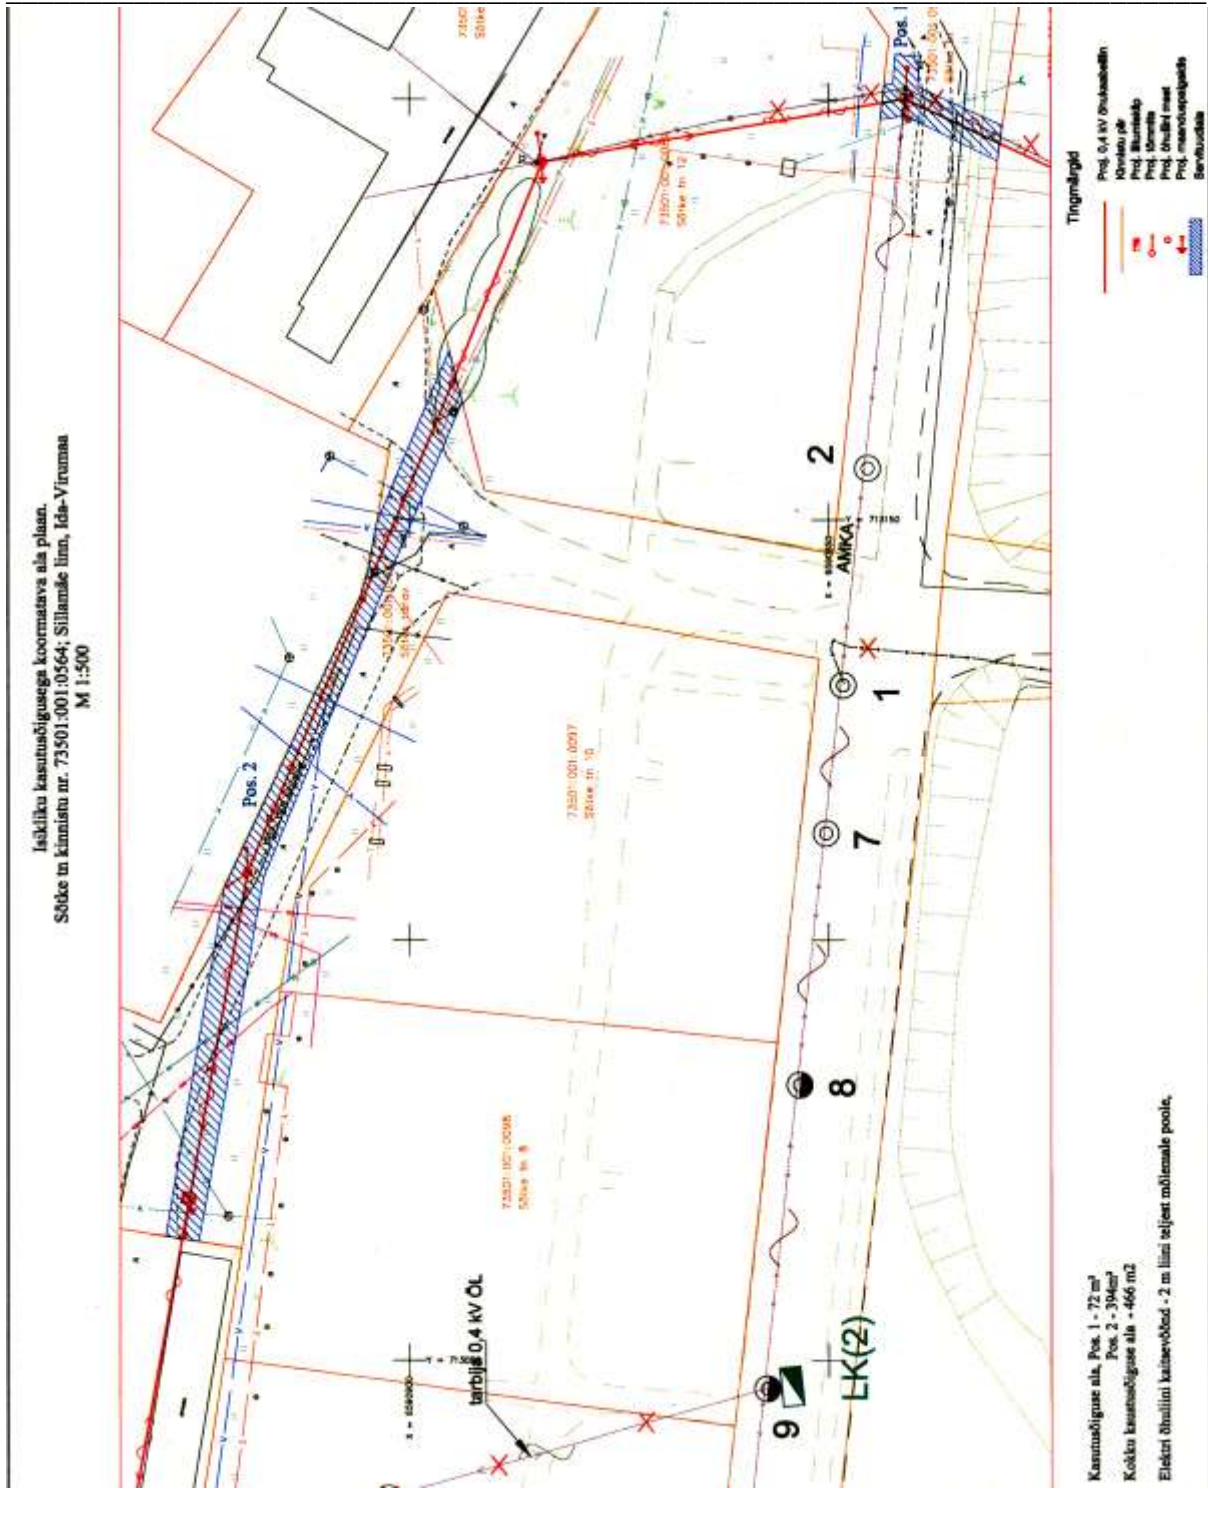 Isikliku kasutusõigusega koormatava ala plaan.
Sõtke tn kinnistu nr. 73501:001:0564; Sillamäe linn, Ida-Virumaa
M 1:500
Pos. 1
Pos. 2
Sõtke tn 12
73501:001:0097
Sõtke tn 10
73501:001:0098
Sõtke tn 8
AMKA
2
1
7
8
9
LK(2)
tarbija 0,4 kV ÕL
Tingmärgid
Proj. 0,4 kV õhukaabelliin
Kinnistu piir
Proj. liitumiskilp
Proj. tõmmits
Proj. õhuliini mast
Proj. maanduspaigaldis
Servituudiala
Kasutusõiguse ala, Pos. 1 - 72 m²
Pos. 2 - 394m²
Kokku kasutusõiguse ala - 466 m2
Elektri õhuliini kaitsevöönd - 2 m liini teljest mõlemale poole,